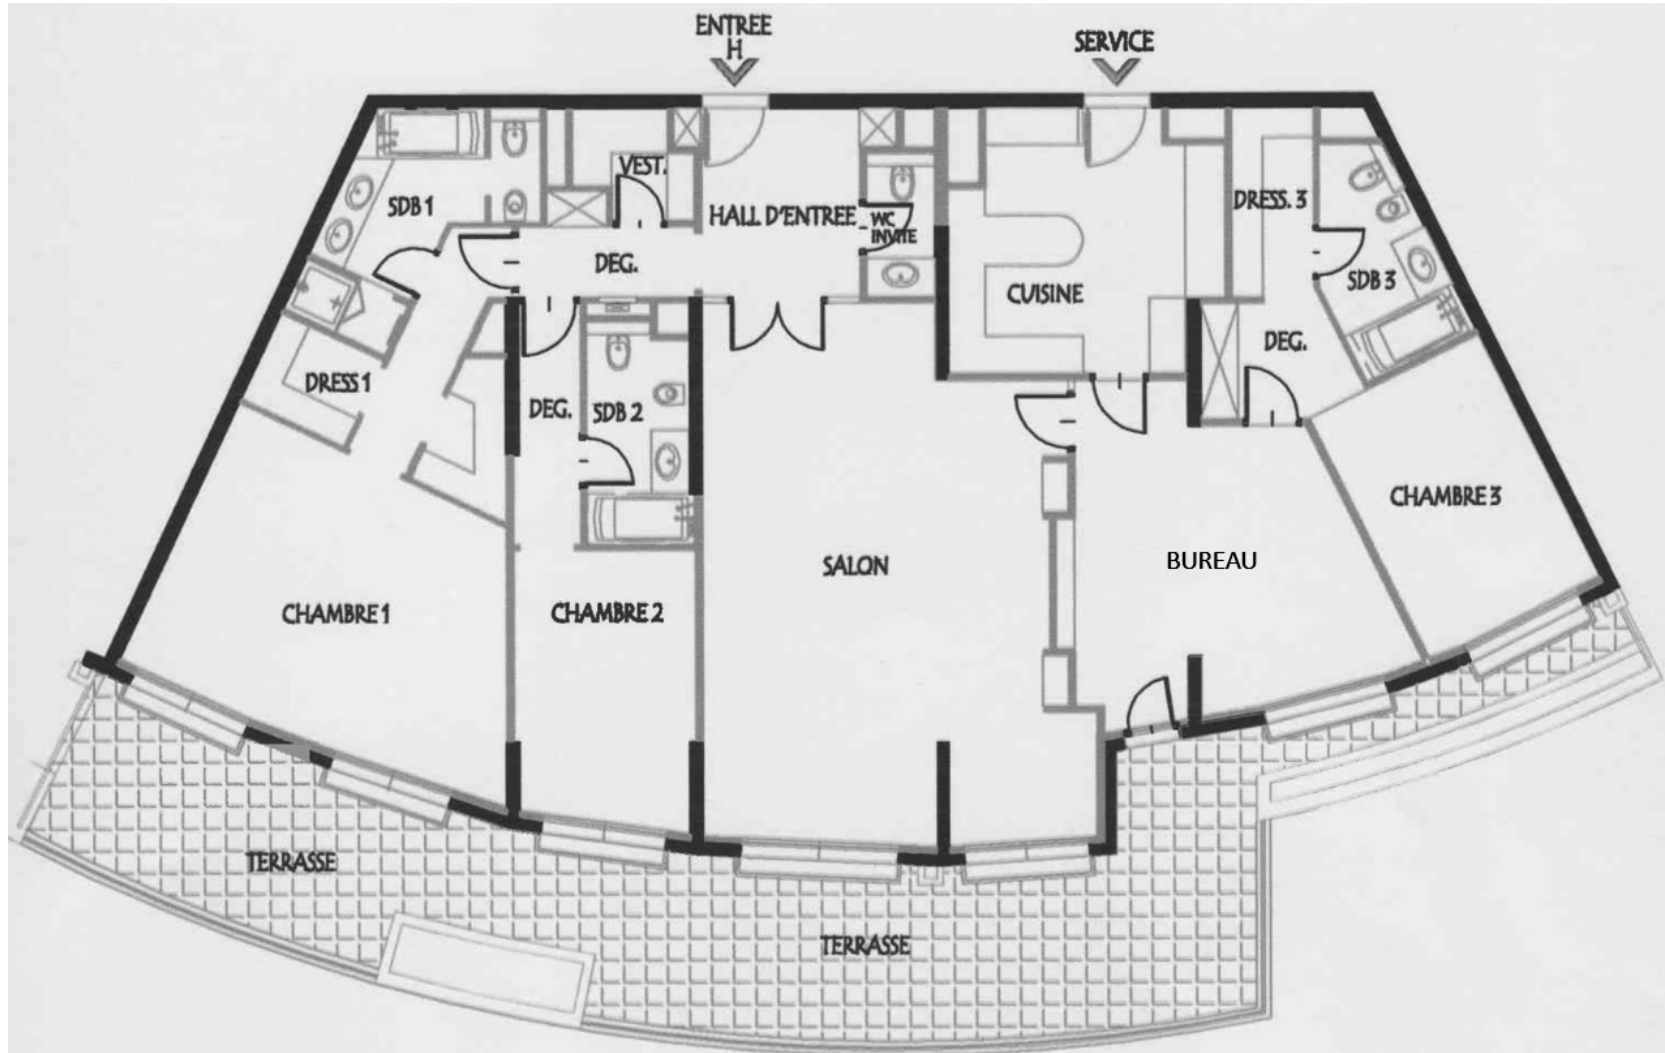 ENTREE
H
SERVICE
VEST.
SDB 1
HALL D'ENTREE
WC
INVITE
DRESS. 3
DEG.
SDB 3
CUISINE
DEG.
DRESS 1
DEG.
SDB 2
CHAMBRE 3
SALON
BUREAU
CHAMBRE 1
CHAMBRE 2
TERRASSE
TERRASSE